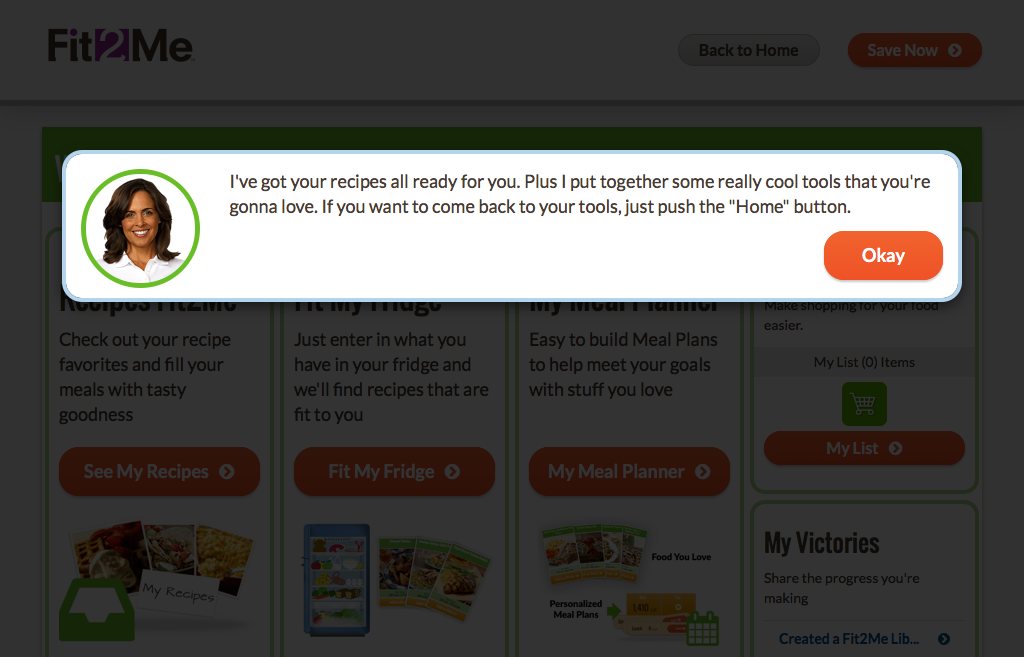 Fit2Me
Back to Home
Save Now
I've got your recipes all ready for you. Plus I put together some really cool tools that you're
gonna love. If you want to come back to your tools, just push the "Home" button.
Okay
Recipes Fit2Me
Check out your recipe
favorites and fill your
meals with tasty
goodness
See My Recipes
My Recipes
Fit My Fridge
Just enter in what you
have in your fridge and
we'll find recipes that are
fit to you
Fit My Fridge
My Meal Planner
Easy to build Meal Plans
to help meet your goals
with stuff you love
My Meal Planner
Food You Love
Personalized
Meal Plans
Make shopping for your food
easier.
My List (0) Items
My List
My Victories
Share the progress you're
making
Created a Fit2Me Lib...